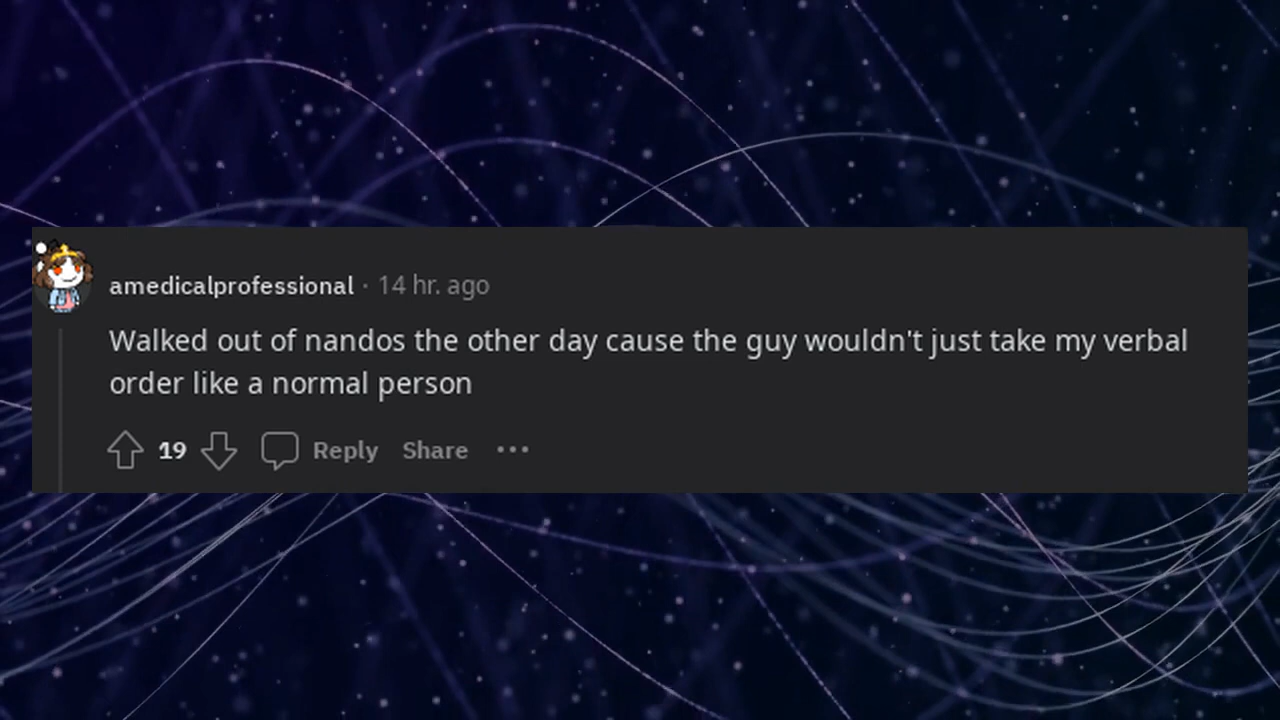 amedicalprofessional · 14 hr. ago
Walked out of nandos the other day cause the guy wouldn't just take my verbal
order like a normal person
19 Reply Share ···